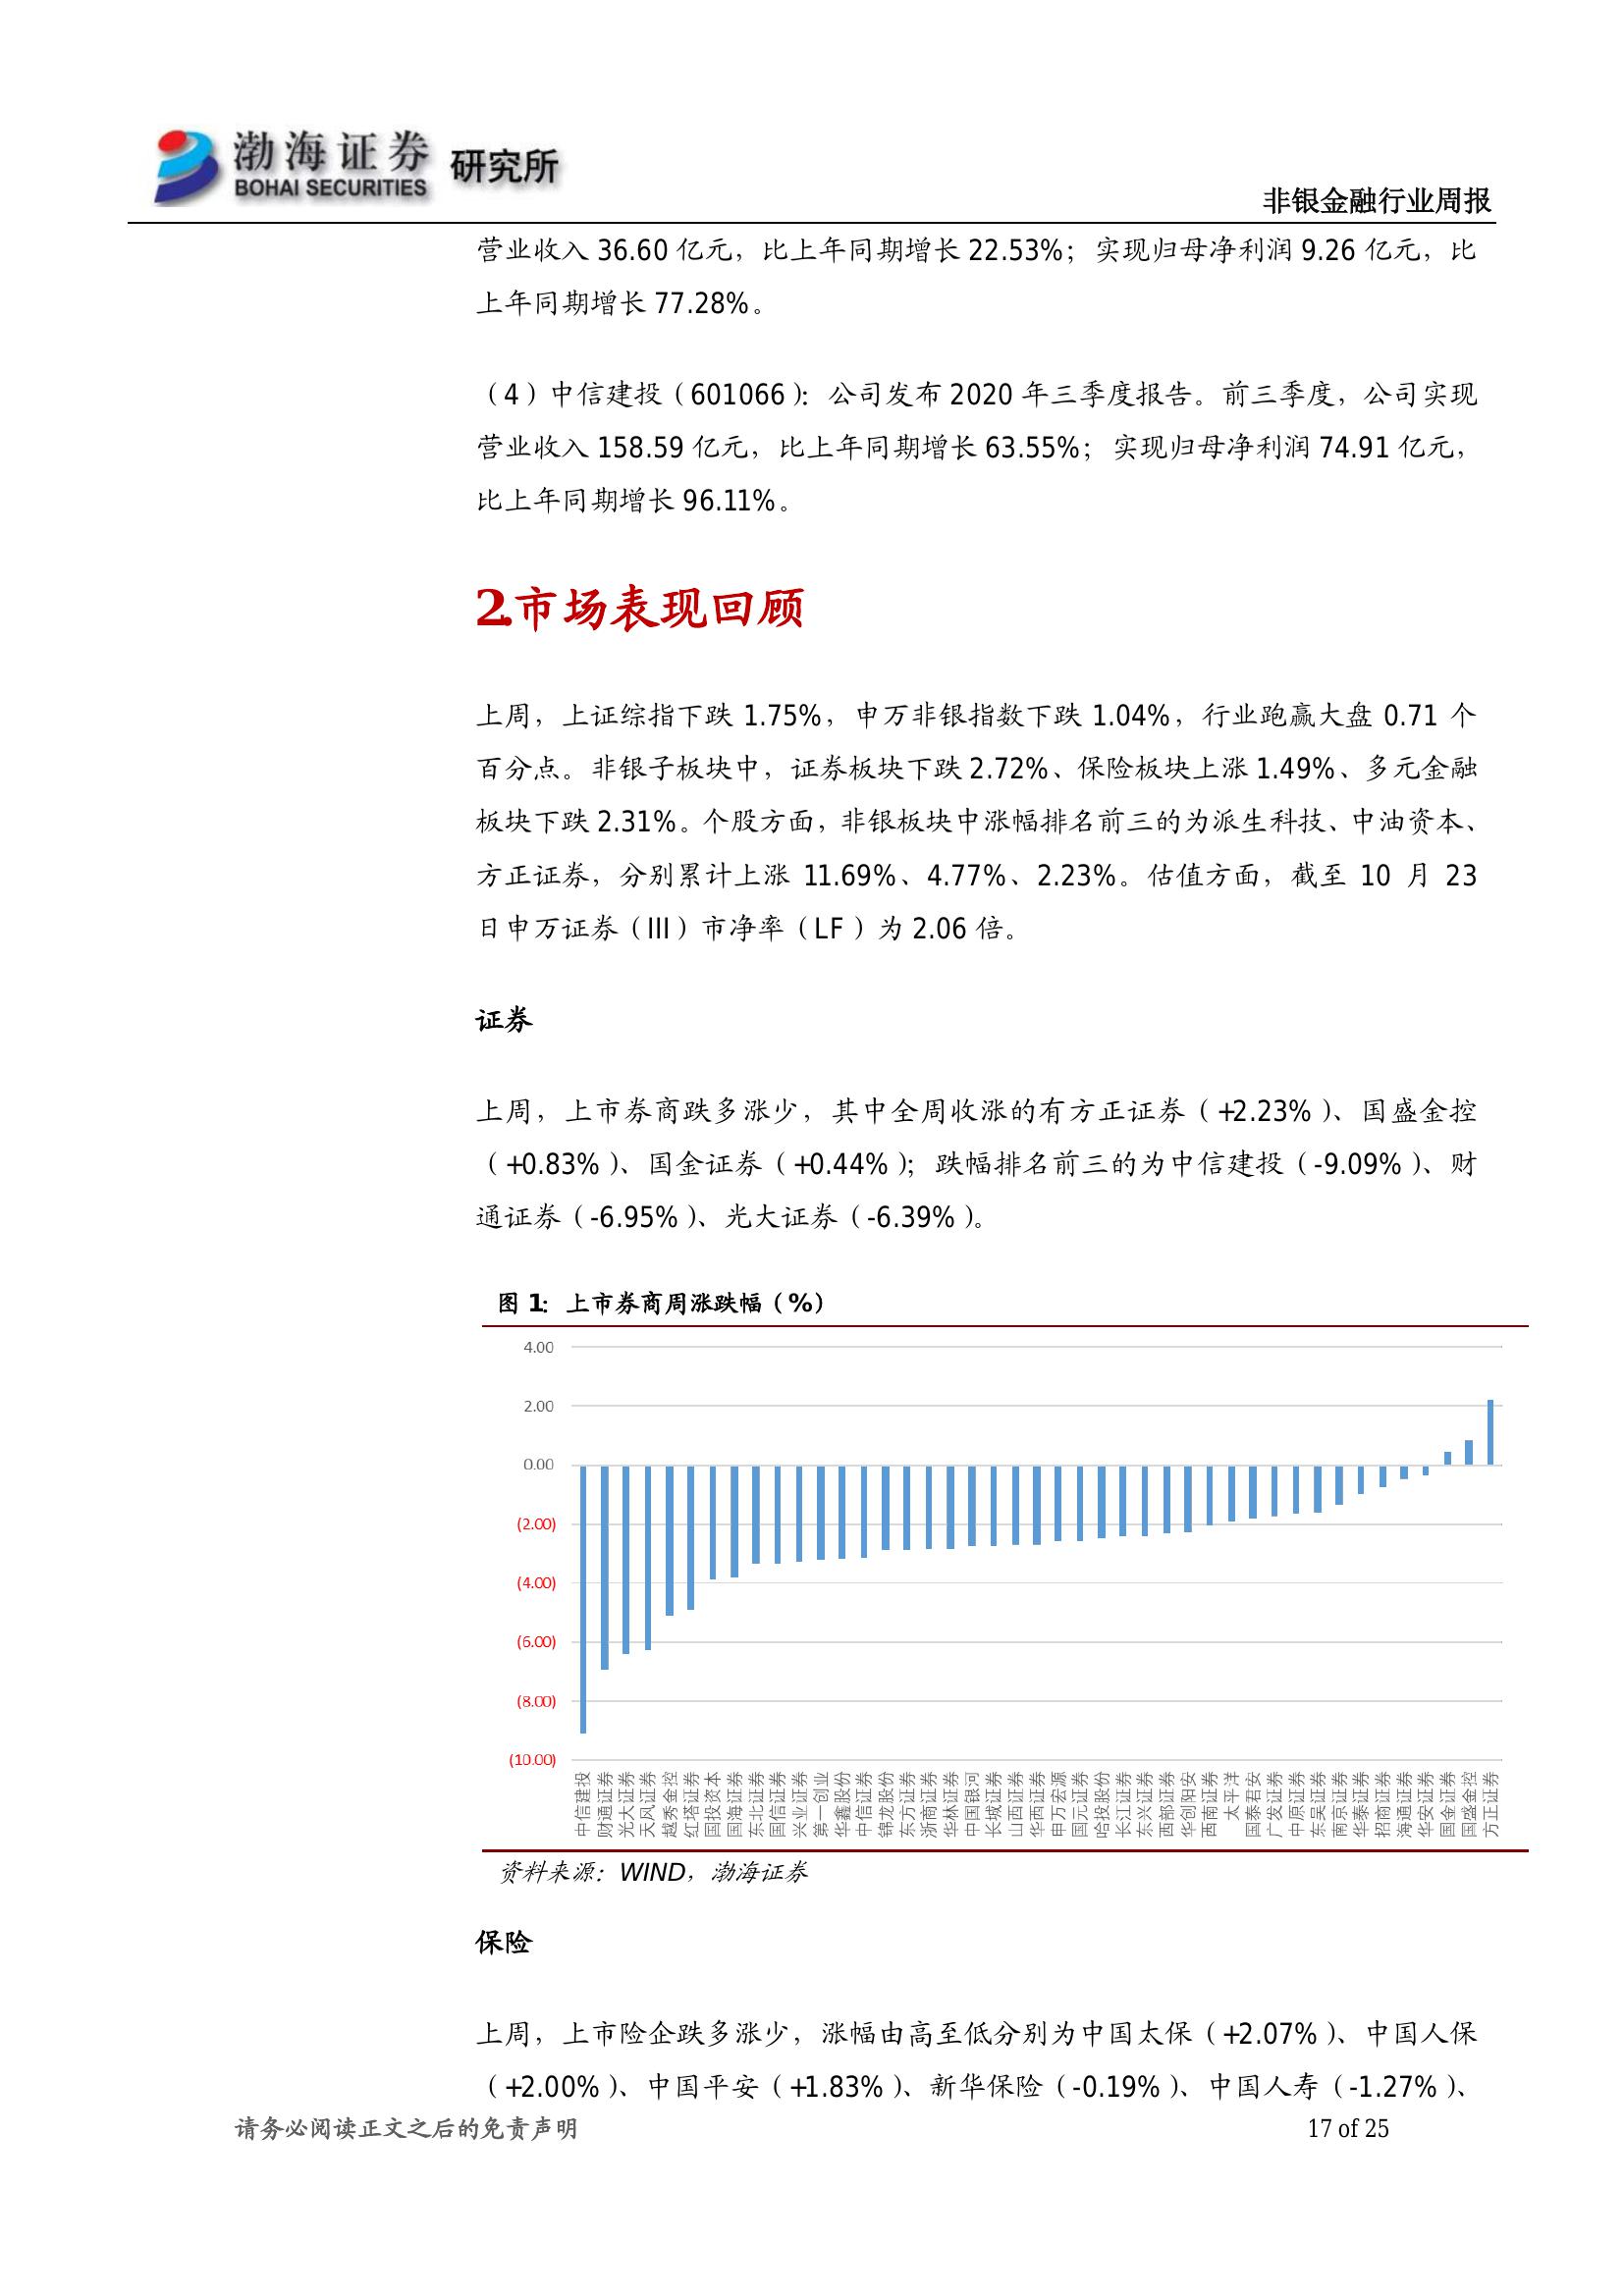 渤海证券
BOHAI SECURITIES
研究所
非银金融行业周报
营业收入 36.60 亿元，比上年同期增长 22.53%；实现归母净利润 9.26 亿元，比
上年同期增长 77.28%。
（4）中信建投（601066）：公司发布 2020 年三季度报告。前三季度，公司实现
营业收入 158.59 亿元，比上年同期增长 63.55%；实现归母净利润 74.91 亿元，
比上年同期增长 96.11%。
2.市场表现回顾
上周，上证综指下跌 1.75%，申万非银指数下跌 1.04%，行业跑赢大盘 0.71 个
百分点。非银子板块中，证券板块下跌 2.72%、保险板块上涨 1.49%、多元金融
板块下跌 2.31%。个股方面，非银板块中涨幅排名前三的为派生科技、中油资本、
方正证券，分别累计上涨 11.69%、4.77%、2.23%。估值方面，截至 10 月 23
日申万证券（III）市净率（LF）为 2.06 倍。
证券
上周，上市券商跌多涨少，其中全周收涨的有方正证券（+2.23%）、国盛金控
（+0.83%）、国金证券（+0.44%）；跌幅排名前三的为中信建投（-9.09%）、财
通证券（-6.95%）、光大证券（-6.39%）。
图 1：上市券商周涨跌幅（%）
4.00
2.00
0.00
(2.00)
(4.00)
(6.00)
(8.00)
(10.00)
中信建投
财通证券
光大证券
天风证券
越秀金控
红塔证券
国投资本
国海证券
东北证券
国信证券
兴业证券
第一创业
华鑫股份
中信证券
锦龙股份
东方证券
浙商证券
华林证券
中国银河
长城证券
山西证券
华西证券
申万宏源
国元证券
哈投股份
长江证券
东兴证券
西部证券
华创阳安
西南证券
太平洋
国泰君安
广发证券
中原证券
东吴证券
南京证券
华泰证券
招商证券
海通证券
华安证券
国金证券
国盛金控
方正证券
资料来源：WIND，渤海证券
保险
上周，上市险企跌多涨少，涨幅由高至低分别为中国太保（+2.07%）、中国人保
（+2.00%）、中国平安（+1.83%）、新华保险（-0.19%）、中国人寿（-1.27%）、
请务必阅读正文之后的免责声明
17 of 25